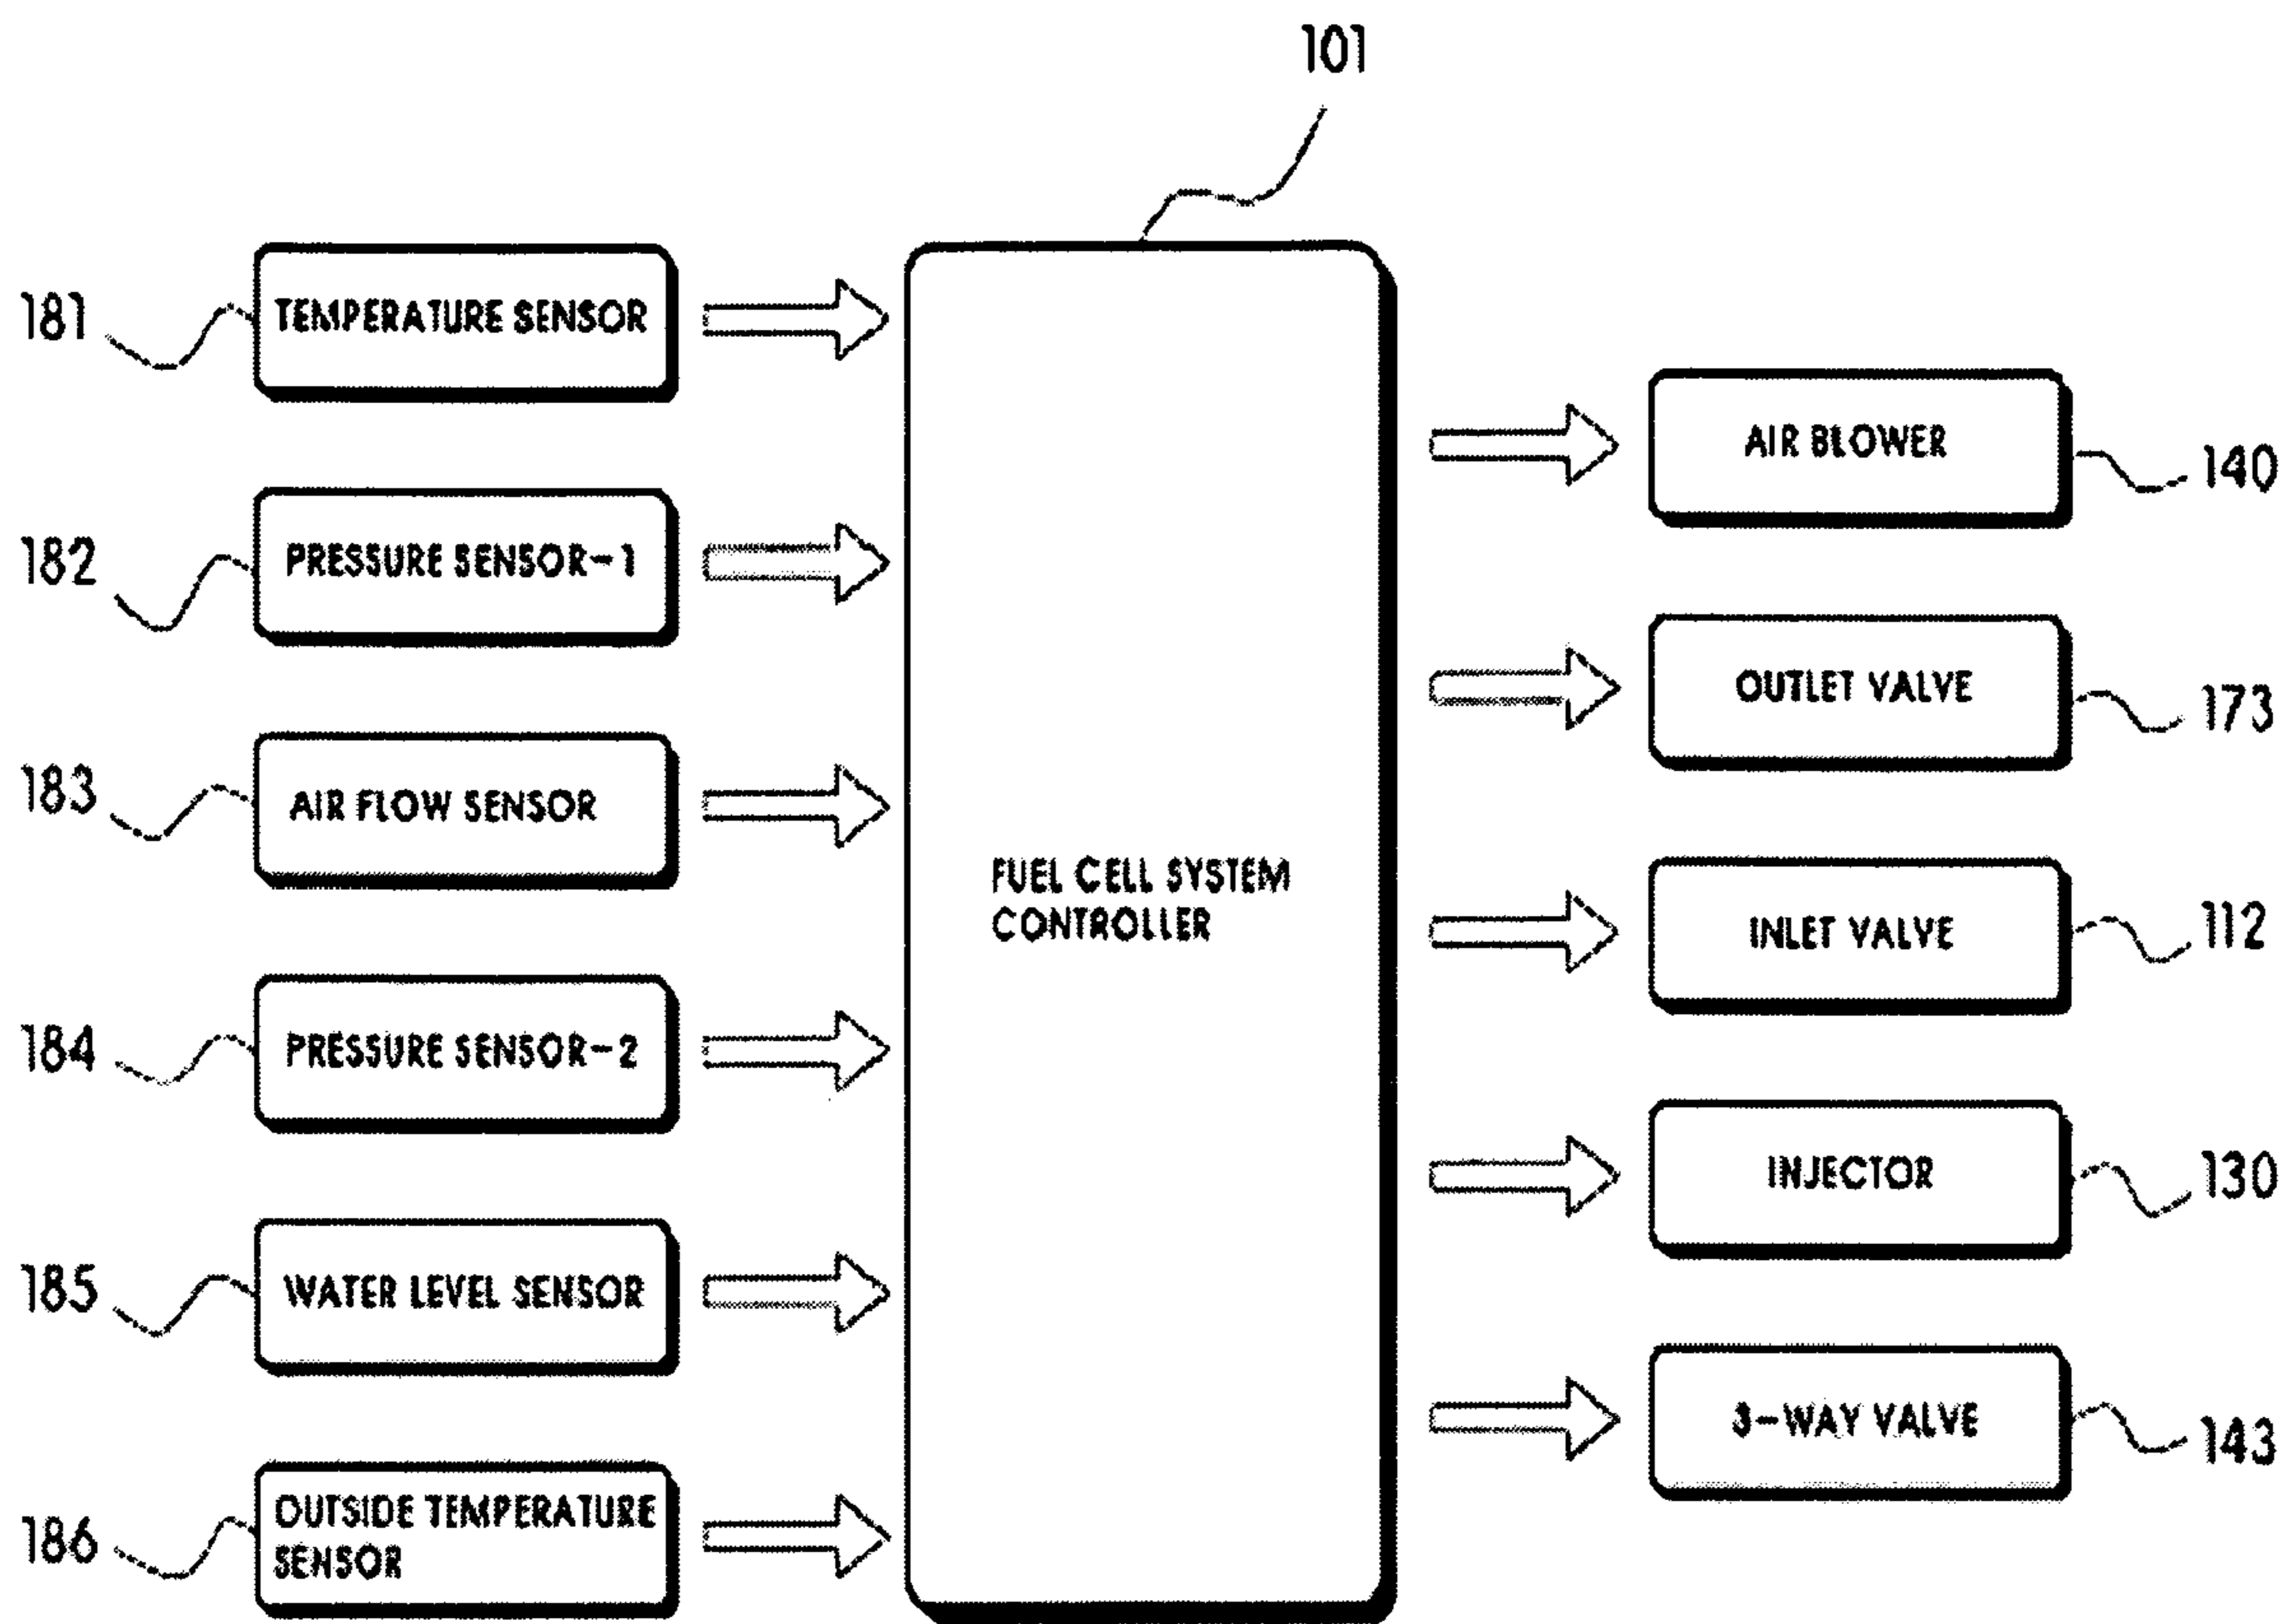 101
181
TEMPERATURE SENSOR
182
PRESSURE SENSOR-1
183
AIR FLOW SENSOR
184
PRESSURE SENSOR-2
185
WATER LEVEL SENSOR
186
OUTSIDE TEMPERATURE
SENSOR
FUEL CELL SYSTEM
CONTROLLER
AIR BLOWER
140
OUTLET VALVE
173
INLET VALVE
112
INJECTOR
130
3-WAY VALVE
143